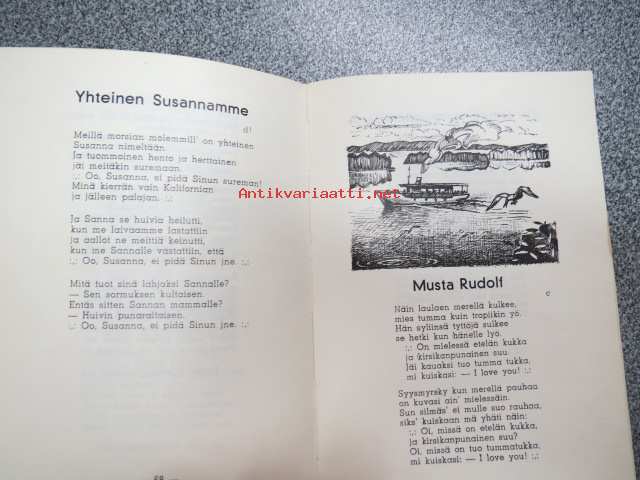 Yhteinen Susannamme
d!
Meillä morsian molemmill' on yhteinen
Susanna nimeltään
Ja tuommoinen hento ja herttainen
jäi meitäkin suremaan.
:,: Oo, Susanna, ei pidä Sinun sureman!
Minä kierrän vain Kalifornian
ja jälleen palajan. :,:
Ja Sanna se huivia heilutti,
kun me laivaamme lastattiin
ja aallot ne meittiä keinutti,
kun me Sannalle vastattiin, että
:,: Oo, Susanna, ei pidä Sinun jne. :,:
Mitä tuot sinä lahjaksi Sannalle?
— Sen sormuksen kultaisen.
Entäs sitten Sannan mammalle?
— Huivin punaraitaisen.
:,: Oo, Susanna, ei pidä Sinun jne. :,:
68 —
Antikvariaatti.net
Musta Rudolf
c
Näin laulaen merellä kulkee,
mies tumma kuin tropiikin yö.
Hän syliinsä tyttöjä sulkee
se hetki kun hänelle lyö.
:,: On mielessä etelän kukka
ja kirsikanpunainen suu
Jäi kauaksi tuo tumma tukka,
mi kuiskasi: — I love you! :,:
Syysmyrsky kun merellä pauhaa
on kuvasi ain' mielessäin.
Sun silmäs' ei mulle suo rauhaa,
siks' kuiskaan mä yhäti näin:
:,: Oi, missä on etelän kukka,
ja kirsikanpunainen suu?
Oi, missä on tuo tummatukka,
mi kuiskasi: — I love you! :,: